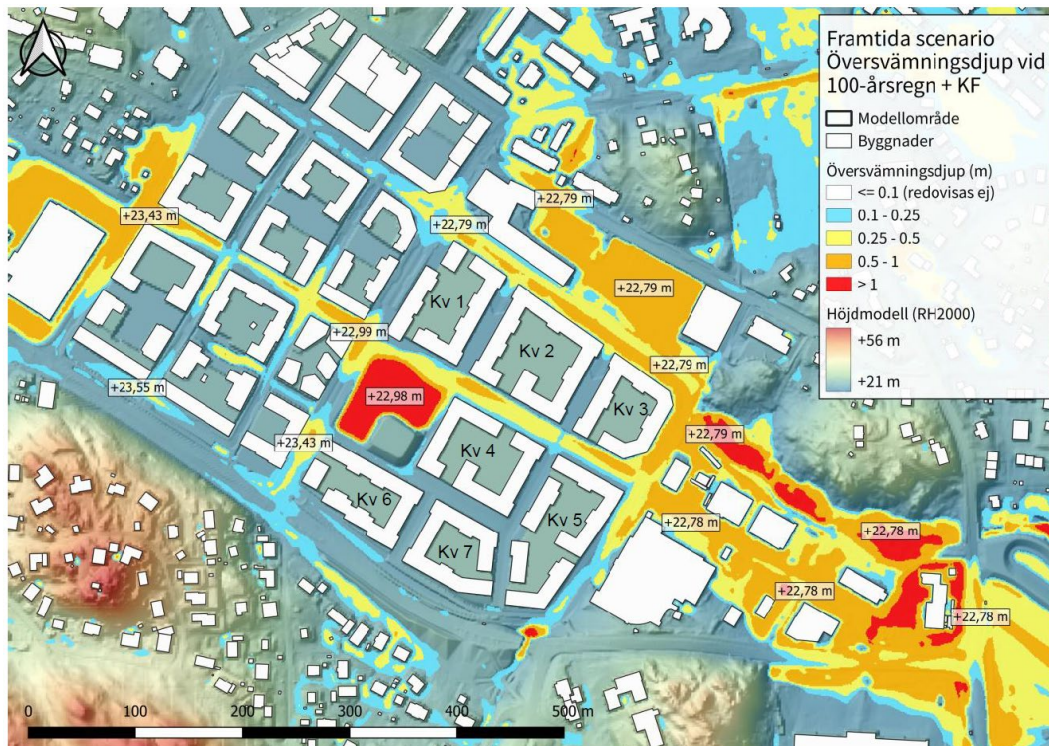 Framtida scenario
Översvämningsdjup vid
100-årsregn + KF
Modellområde
Byggnader
Översvämningsdjup (m)
<= 0.1 (redovisas ej)
0.1 - 0.25
0.25 - 0.5
0.5 - 1
> 1
Höjdmodell (RH2000)
+56 m
+21 m
+22,79 m
+23,43 m
+22,79 m
+22,79 m
Kv 1
+22,99 m
Kv 2
+22,79 m
+23,55 m
+22,98 m
Kv 3
+23,43 m
+22,79 m
Kv 4
Kv 6
Kv 5
+22,78 m
+22,78 m
Kv 7
+22,78 m
+22,78 m
0 100 200 300 400 500 m